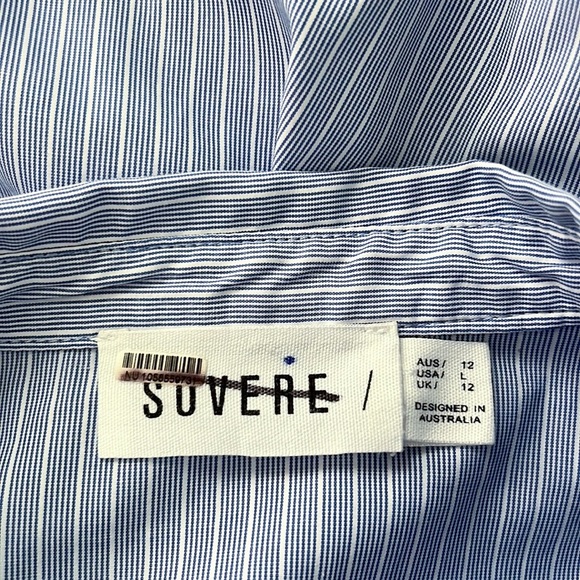 SOVERE /
AUS / 12
USA / L
UK / 12
DESIGNED IN
AUSTRALIA